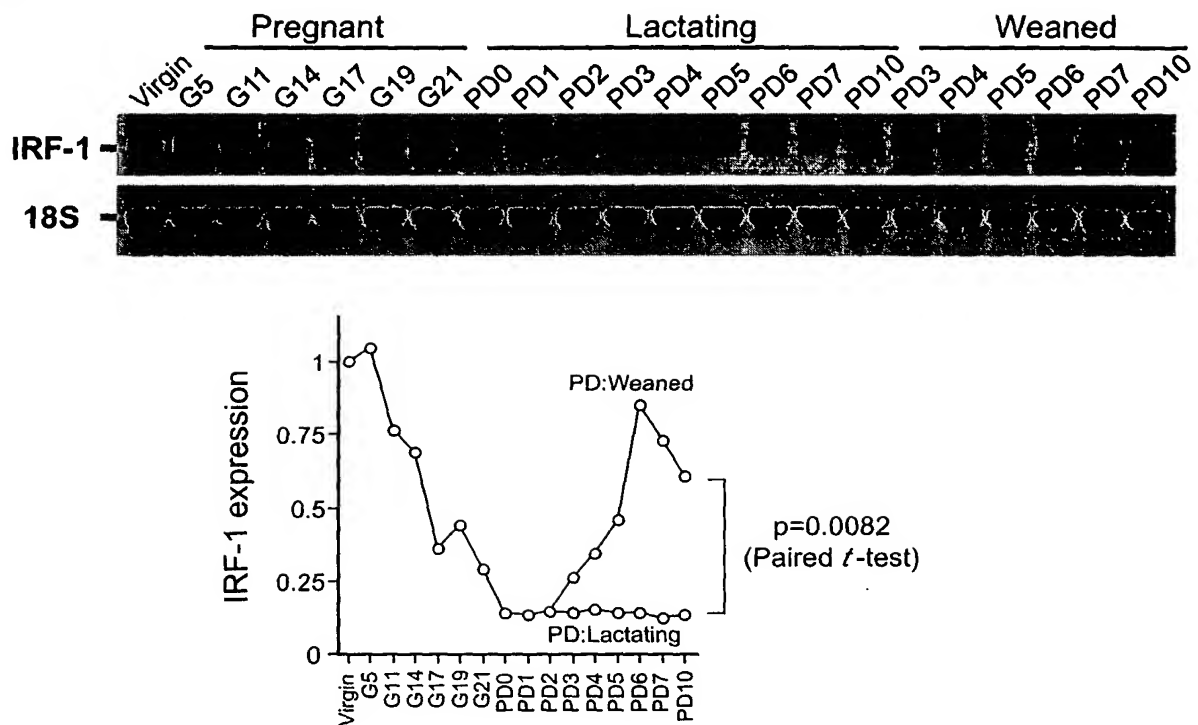 Pregnant Lactating Weaned
Virgin G5 G11 G14 G17 G19 G21 PD0 PD1 PD2 PD3 PD4 PD5 PD6 PD7 PD10 PD3 PD4 PD5 PD6 PD7 PD10
IRF-1
18S
1
0.75
0.5
0.25
0
IRF-1 expression
PD:Weaned
PD:Lactating
p=0.0082
(Paired t-test)
Virgin G5 G11 G14 G17 G19 G21 PD0 PD1 PD2 PD3 PD4 PD5 PD6 PD7 PD10